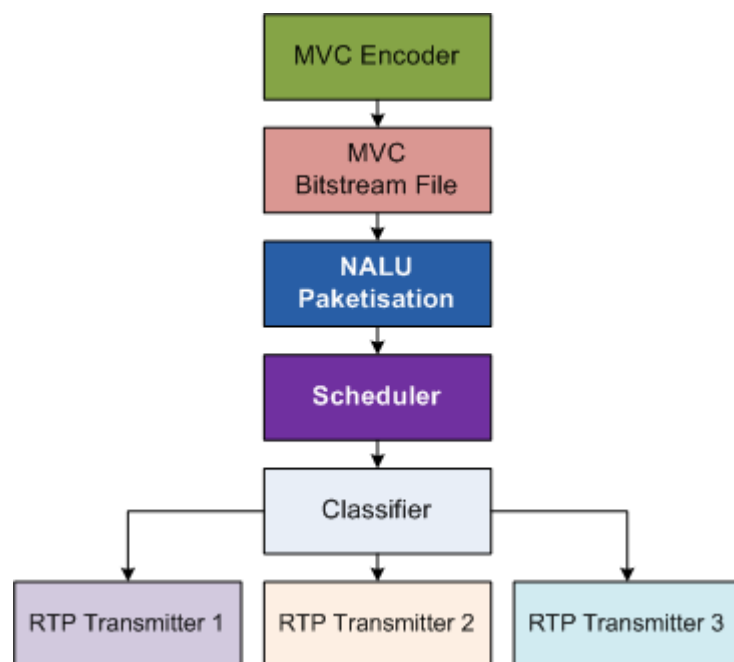 MVC Encoder
MVC
Bitstream File
NALU
Paketisation
Scheduler
Classifier
RTP Transmitter 1
RTP Transmitter 2
RTP Transmitter 3